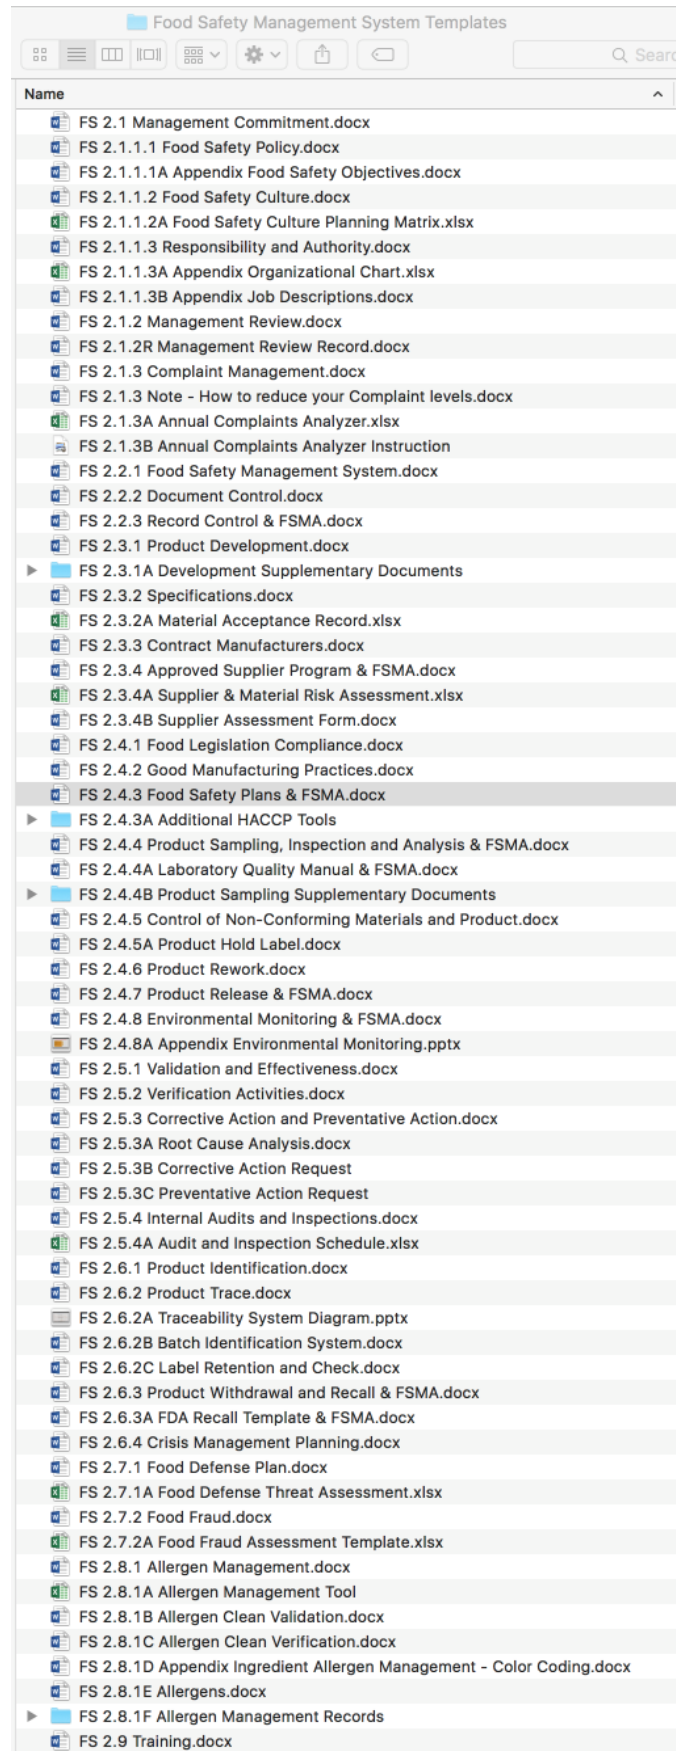 Food Safety Management System Templates
Sear
Name
FS 2.1 Management Commitment.docx
FS 2.1.1.1 Food Safety Policy.docx
FS 2.1.1.1A Appendix Food Safety Objectives.docx
FS 2.1.1.2 Food Safety Culture.docx
FS 2.1.1.2A Food Safety Culture Planning Matrix.xlsx
FS 2.1.1.3 Responsibility and Authority.docx
FS 2.1.1.3A Appendix Organizational Chart.xlsx
FS 2.1.1.3B Appendix Job Descriptions.docx
FS 2.1.2 Management Review.docx
FS 2.1.2R Management Review Record.docx
FS 2.1.3 Complaint Management.docx
FS 2.1.3 Note - How to reduce your Complaint levels.docx
FS 2.1.3A Annual Complaints Analyzer.xlsx
FS 2.1.3B Annual Complaints Analyzer Instruction
FS 2.2.1 Food Safety Management System.docx
FS 2.2.2 Document Control.docx
FS 2.2.3 Record Control & FSMA.docx
FS 2.3.1 Product Development.docx
FS 2.3.1A Development Supplementary Documents
FS 2.3.2 Specifications.docx
FS 2.3.2A Material Acceptance Record.xlsx
FS 2.3.3 Contract Manufacturers.docx
FS 2.3.4 Approved Supplier Program & FSMA.docx
FS 2.3.4A Supplier & Material Risk Assessment.xlsx
FS 2.3.4B Supplier Assessment Form.docx
FS 2.4.1 Food Legislation Compliance.docx
FS 2.4.2 Good Manufacturing Practices.docx
FS 2.4.3 Food Safety Plans & FSMA.docx
FS 2.4.3A Additional HACCP Tools
FS 2.4.4 Product Sampling, Inspection and Analysis & FSMA.docx
FS 2.4.4A Laboratory Quality Manual & FSMA.docx
FS 2.4.4B Product Sampling Supplementary Documents
FS 2.4.5 Control of Non-Conforming Materials and Product.docx
FS 2.4.5A Product Hold Label.docx
FS 2.4.6 Product Rework.docx
FS 2.4.7 Product Release & FSMA.docx
FS 2.4.8 Environmental Monitoring & FSMA.docx
FS 2.4.8A Appendix Environmental Monitoring.pptx
FS 2.5.1 Validation and Effectiveness.docx
FS 2.5.2 Verification Activities.docx
FS 2.5.3 Corrective Action and Preventative Action.docx
FS 2.5.3A Root Cause Analysis.docx
FS 2.5.3B Corrective Action Request
FS 2.5.3C Preventative Action Request
FS 2.5.4 Internal Audits and Inspections.docx
FS 2.5.4A Audit and Inspection Schedule.xlsx
FS 2.6.1 Product Identification.docx
FS 2.6.2 Product Trace.docx
FS 2.6.2A Traceability System Diagram.pptx
FS 2.6.2B Batch Identification System.docx
FS 2.6.2C Label Retention and Check.docx
FS 2.6.3 Product Withdrawal and Recall & FSMA.docx
FS 2.6.3A FDA Recall Template & FSMA.docx
FS 2.6.4 Crisis Management Planning.docx
FS 2.7.1 Food Defense Plan.docx
FS 2.7.1A Food Defense Threat Assessment.xlsx
FS 2.7.2 Food Fraud.docx
FS 2.7.2A Food Fraud Assessment Template.xlsx
FS 2.8.1 Allergen Management.docx
FS 2.8.1A Allergen Management Tool
FS 2.8.1B Allergen Clean Validation.docx
FS 2.8.1C Allergen Clean Verification.docx
FS 2.8.1D Appendix Ingredient Allergen Management - Color Coding.docx
FS 2.8.1E Allergens.docx
FS 2.8.1F Allergen Management Records
FS 2.9 Training.docx